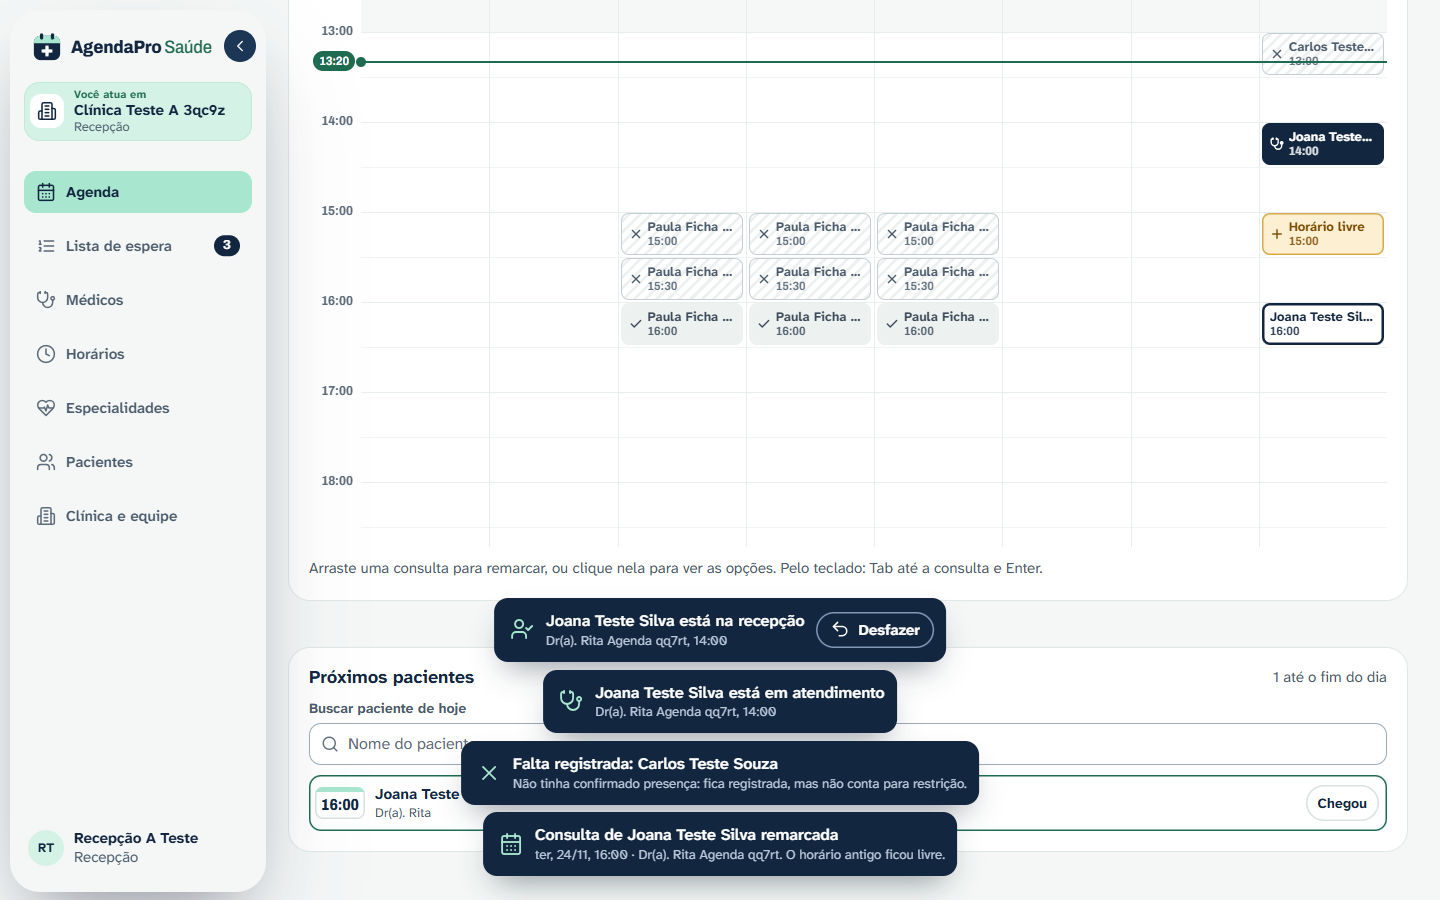 AgendaPro Saúde
Você atua em
Clínica Teste A 3qc9z
Recepção
Agenda
Lista de espera
3
Médicos
Horários
Especialidades
Pacientes
Clínica e equipe
RT
Recepção A Teste
Recepção
13:00
Carlos Teste...
13:00
13:20
14:00
Joana Teste...
14:00
15:00
Paula Ficha ...
15:00
Paula Ficha ...
15:00
Paula Ficha ...
15:00
Horário livre
15:00
Paula Ficha ...
15:30
Paula Ficha ...
15:30
Paula Ficha ...
15:30
16:00
Paula Ficha ...
16:00
Paula Ficha ...
16:00
Paula Ficha ...
16:00
Joana Teste Sil...
16:00
17:00
18:00
Arraste uma consulta para remarcar, ou clique nela para ver as opções. Pelo teclado: Tab até a consulta e Enter.
Joana Teste Silva está na recepção
Dr(a). Rita Agenda qq7rt, 14:00
Desfazer
Próximos pacientes
1 até o fim do dia
Joana Teste Silva está em atendimento
Dr(a). Rita Agenda qq7rt, 14:00
Buscar paciente de hoje
Nome do pacient
Falta registrada: Carlos Teste Souza
Não tinha confirmado presença: fica registrada, mas não conta para restrição.
16:00
Joana Teste
Dr(a). Rita
Chegou
Consulta de Joana Teste Silva remarcada
ter, 24/11, 16:00 · Dr(a). Rita Agenda qq7rt. O horário antigo ficou livre.